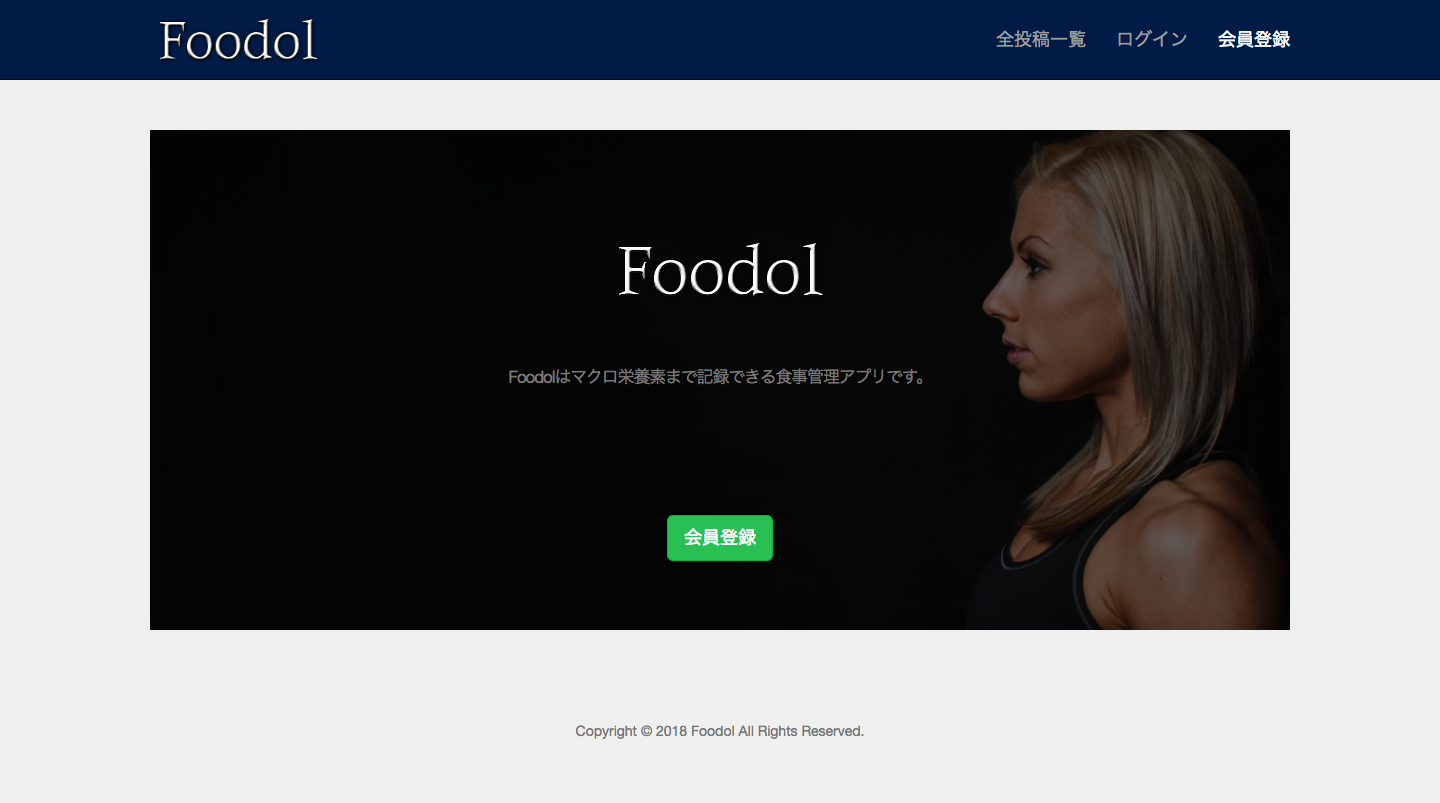 Foodol
全投稿一覧 ログイン 会員登録
Foodol
Foodolはマクロ栄養素まで記録できる食事管理アプリです。
会員登録
Copyright © 2018 Foodol All Rights Reserved.